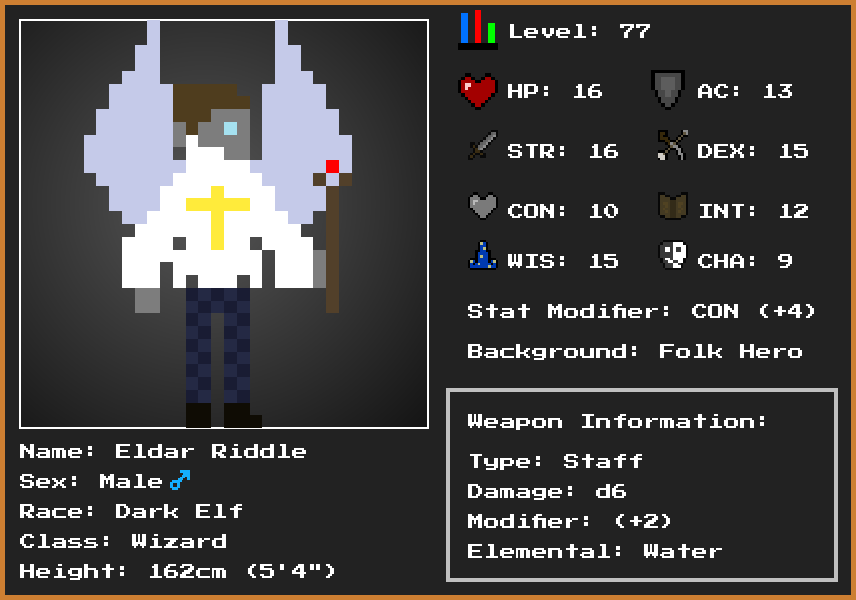 Level: 77
HP: 16 AC: 13
STR: 16 DEX: 15
CON: 10 INT: 12
WIS: 15 CHA: 9
Stat Modifier: CON (+4)
Background: Folk Hero
Weapon Information:
Type: Staff
Damage: d6
Modifier: (+2)
Elemental: Water
Name: Eldar Riddle
Sex: Male♂
Race: Dark Elf
Class: Wizard
Height: 162cm (5'4")